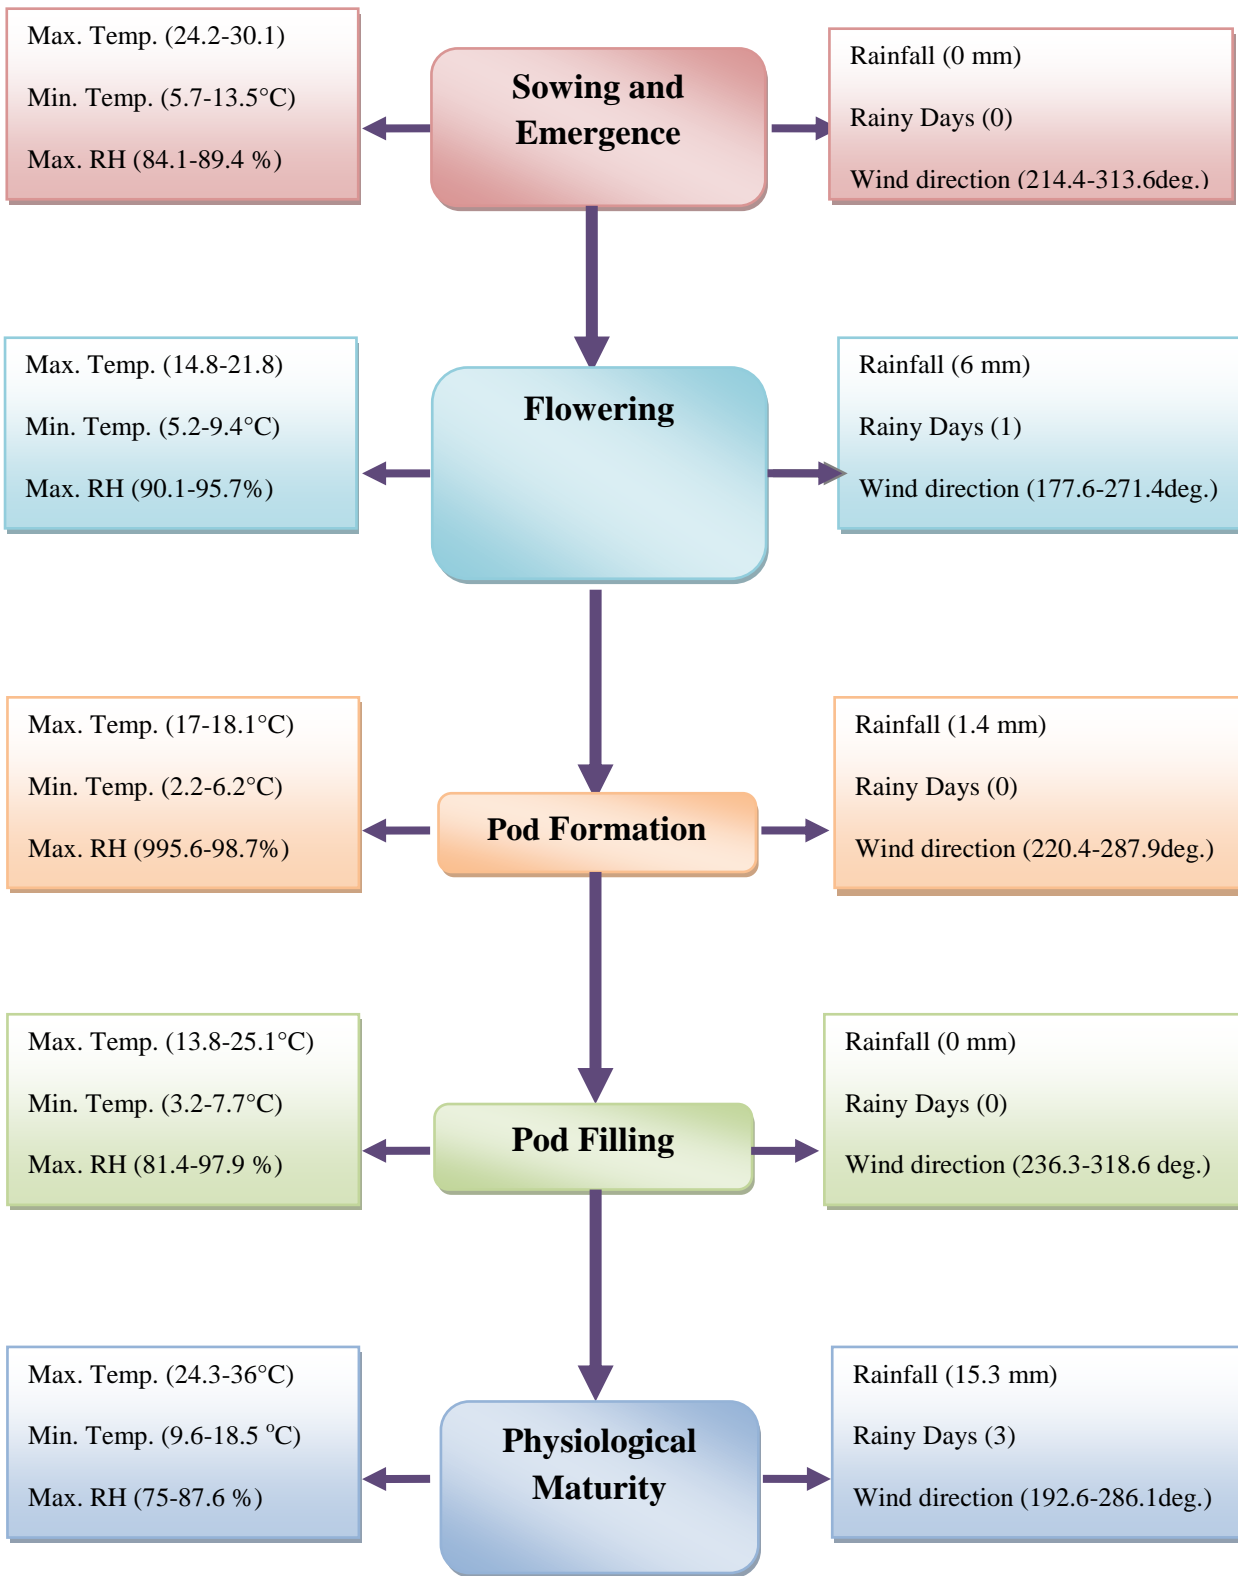 Max. Temp. (24.2-30.1)
Min. Temp. (5.7-13.5°C)
Max. RH (84.1-89.4 %)
Sowing and
Emergence
Rainfall (0 mm)
Rainy Days (0)
Wind direction (214.4-313.6deg.)
Max. Temp. (14.8-21.8)
Min. Temp. (5.2-9.4°C)
Max. RH (90.1-95.7%)
Flowering
Rainfall (6 mm)
Rainy Days (1)
Wind direction (177.6-271.4deg.)
Max. Temp. (17-18.1°C)
Min. Temp. (2.2-6.2°C)
Max. RH (995.6-98.7%)
Pod Formation
Rainfall (1.4 mm)
Rainy Days (0)
Wind direction (220.4-287.9deg.)
Max. Temp. (13.8-25.1°C)
Min. Temp. (3.2-7.7°C)
Max. RH (81.4-97.9 %)
Pod Filling
Rainfall (0 mm)
Rainy Days (0)
Wind direction (236.3-318.6 deg.)
Max. Temp. (24.3-36°C)
Min. Temp. (9.6-18.5 °C)
Max. RH (75-87.6 %)
Physiological
Maturity
Rainfall (15.3 mm)
Rainy Days (3)
Wind direction (192.6-286.1deg.)